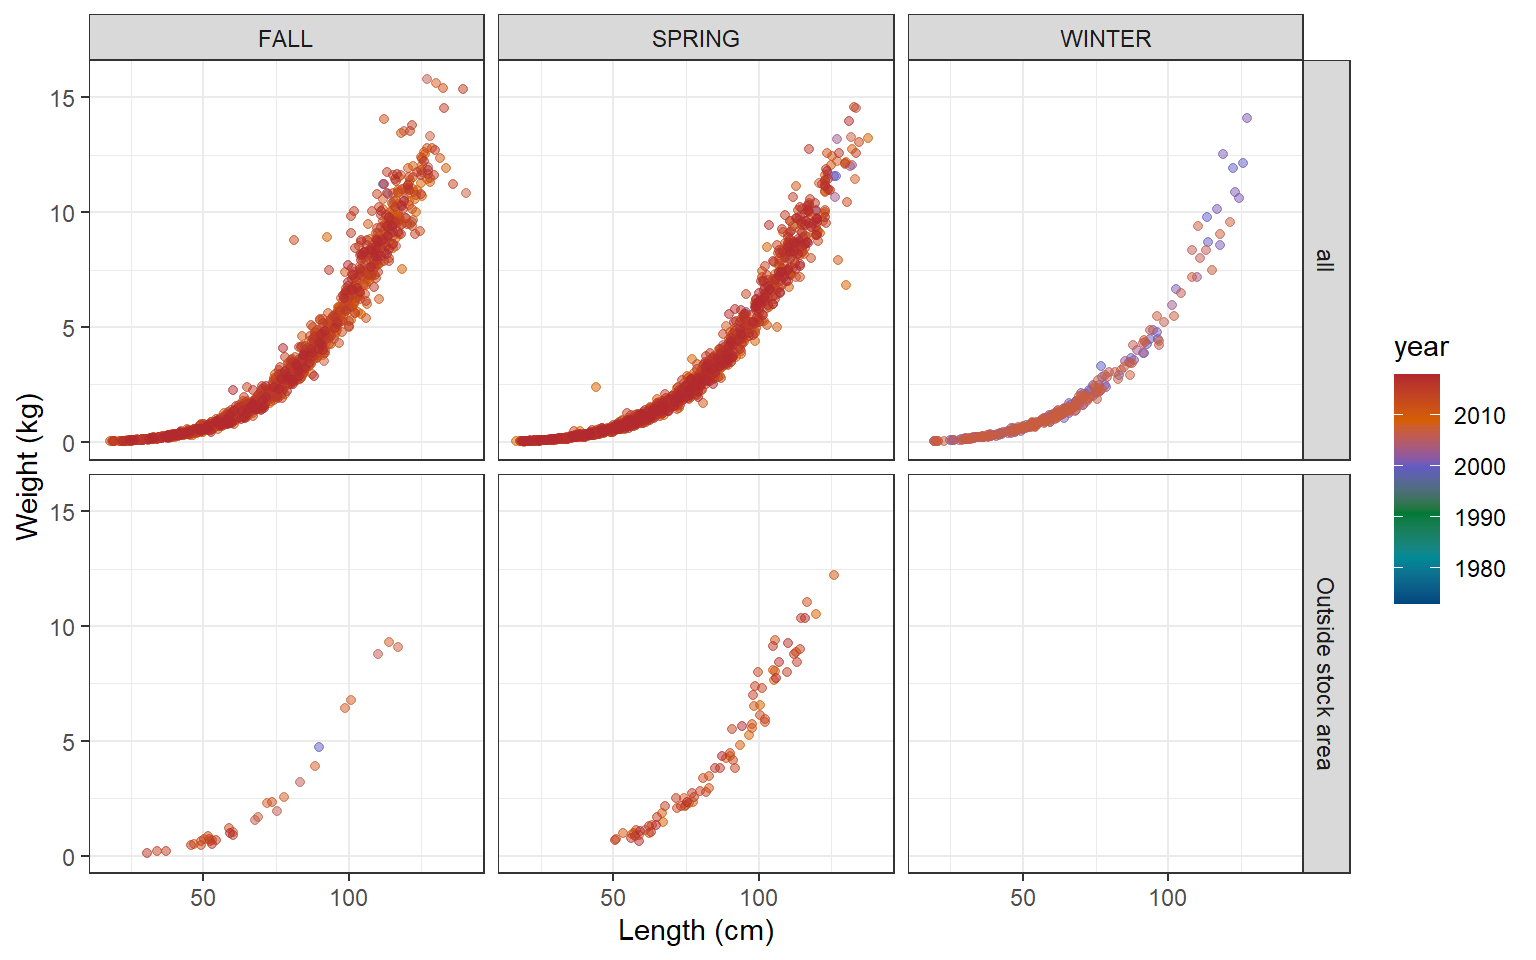 FALL SPRING WINTER
15
10
5
0
all
15
10
5
0
Outside stock area
50 100 50 100 50 100
Length (cm)
Weight (kg)
year
2010
2000
1990
1980